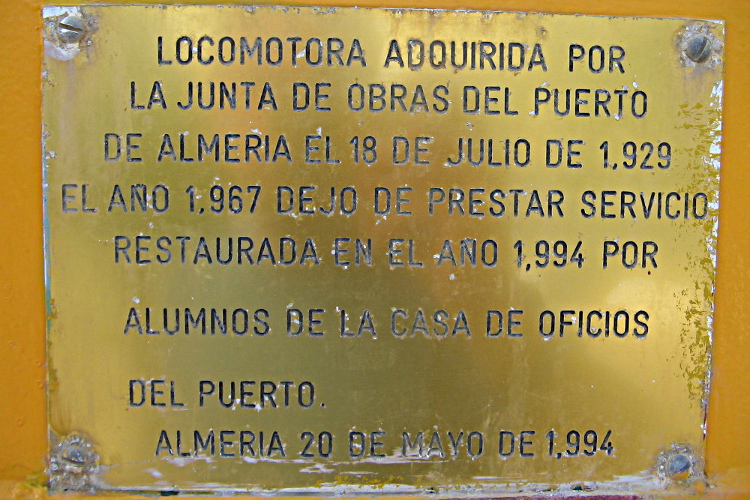 LOCOMOTORA ADQUIRIDA POR
LA JUNTA DE OBRAS DEL PUERTO
DE ALMERIA EL 18 DE JULIO DE 1,929
EL AÑO 1,967 DEJO DE PRESTAR SERVICIO
RESTAURADA EN EL AÑO 1,994 POR
ALUMNOS DE LA CASA DE OFICIOS
DEL PUERTO.
ALMERIA 20 DE MAYO DE 1,994